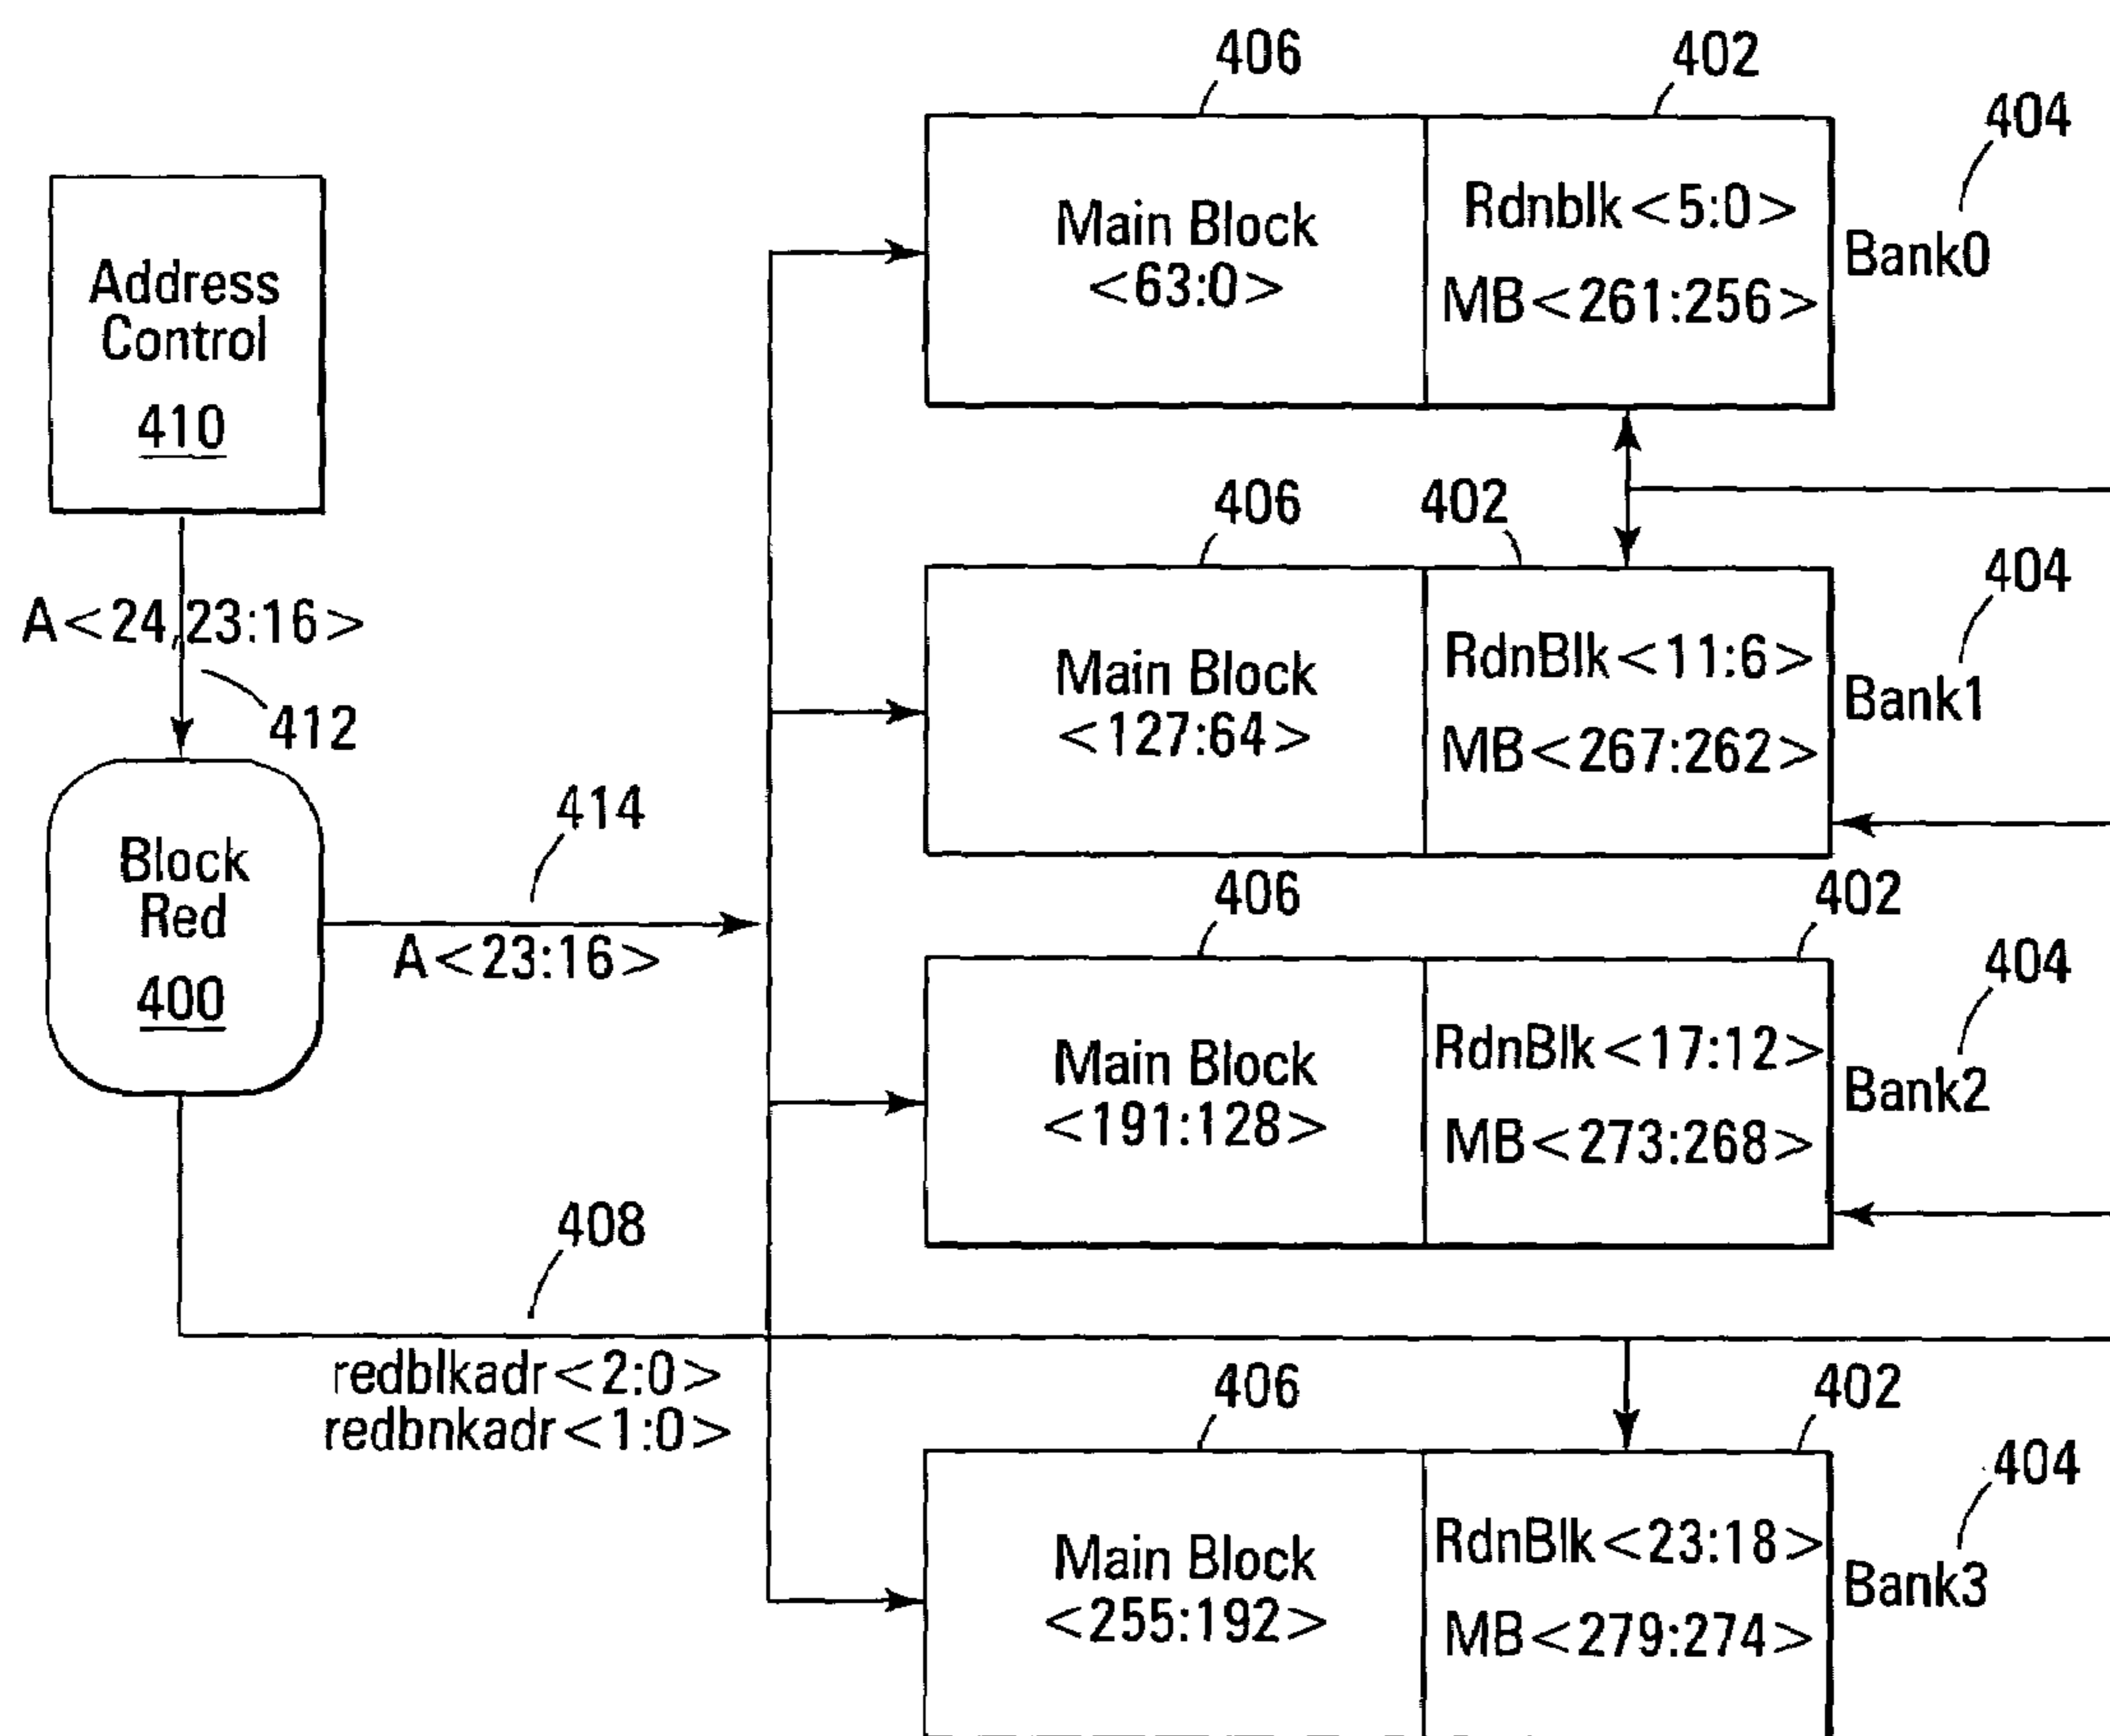 406
402
404
Main Block
<63:0>
Rdnblk<5:0>
MB<261:256>
Bank0
Address
Control
410
A<24,23:16>
412
406
402
404
Main Block
<127:64>
RdnBlk<11:6>
MB<267:262>
Bank1
Block
Red
400
414
A<23:16>
406
402
404
Main Block
<191:128>
RdnBlk<17:12>
MB<273:268>
Bank2
408
redblkadr<2:0>
redbnkadr<1:0>
406
402
404
Main Block
<255:192>
RdnBlk<23:18>
MB<279:274>
Bank3